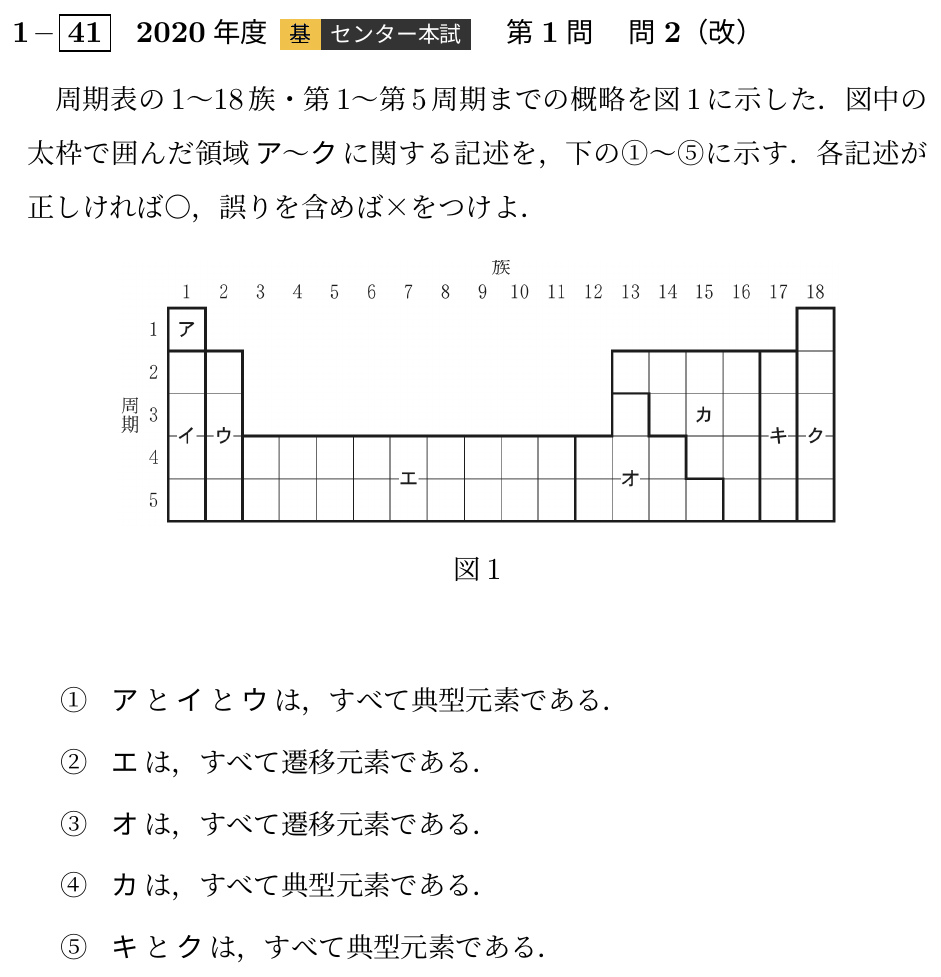 1－41 2020 年度 基 センター本試 第 1 問 問 2（改）
周期表の 1～18 族・第 1～第 5 周期までの概略を図 1 に示した．図中の
太枠で囲んだ領域 ア～ク に関する記述を，下の①～⑤に示す．各記述が
正しければ○，誤りを含めば×をつけよ．
族
1 2 3 4 5 6 7 8 9 10 11 12 13 14 15 16 17 18
1 ア
2
周期
3 カ
イ ウ キ ク
4
エ オ
5
図 1
① ア と イ と ウ は，すべて典型元素である．
② エ は，すべて遷移元素である．
③ オ は，すべて遷移元素である．
④ カ は，すべて典型元素である．
⑤ キ と ク は，すべて典型元素である．